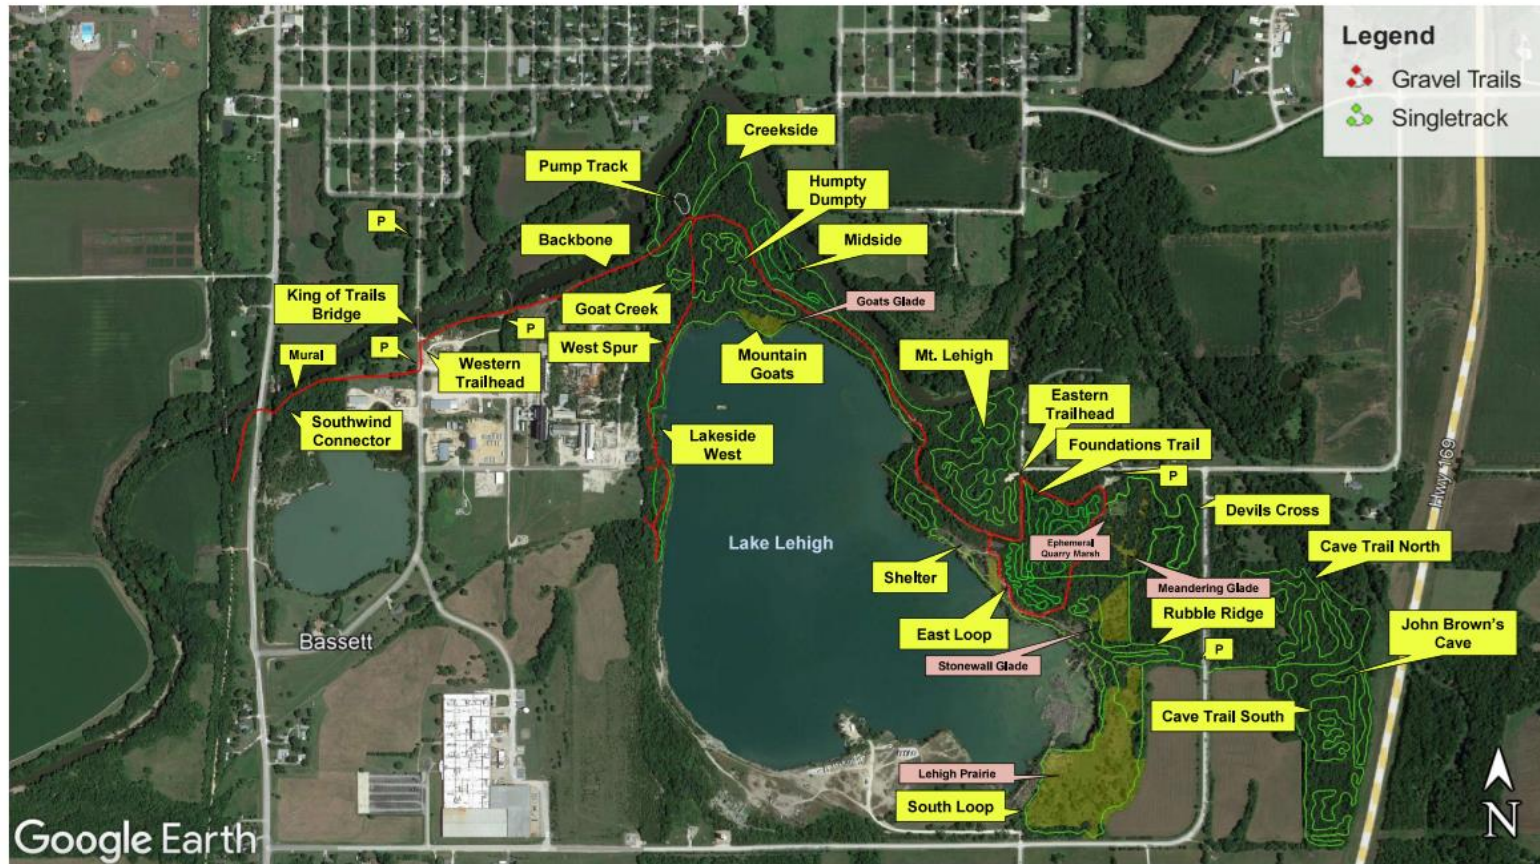 Legend
Gravel Trails
Singletrack
Creekside
Pump Track
Humpty
Dumpty
P
Backbone
Midside
King of Trails
Bridge
Goat Creek
Goats Glade
P
Mural
P
Western
Trailhead
West Spur
Mountain
Goats
Mt. Lehigh
Eastern
Trailhead
Southwind
Connector
Lakeside
West
Foundations Trail
P
Hwy 169
Devils Cross
Lake Lehigh
Ephemeral
Quarry Marsh
Cave Trail North
Shelter
Meandering Glade
Bassett
East Loop
Rubble Ridge
John Brown's
Cave
Stonewall Glade
P
Cave Trail South
Lehigh Prairie
South Loop
N
Google Earth